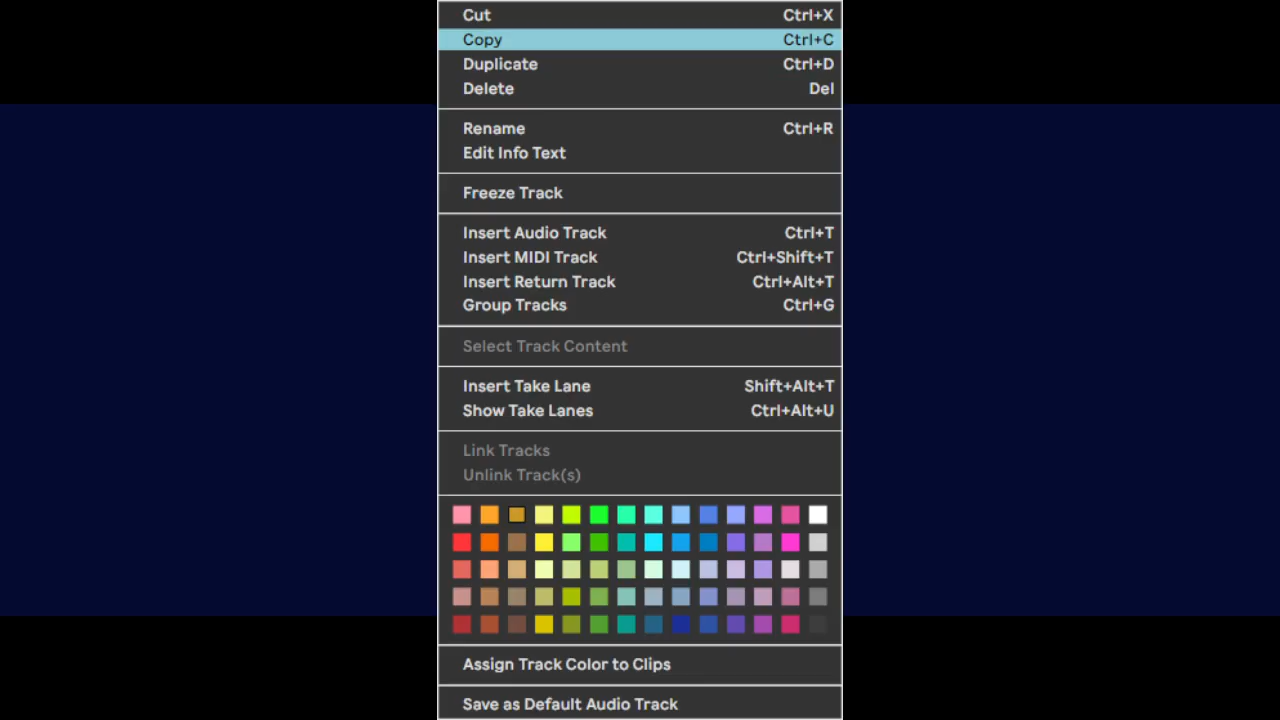 Cut Ctrl+X
Copy Ctrl+C
Duplicate Ctrl+D
Delete Del
Rename Ctrl+R
Edit Info Text
Freeze Track
Insert Audio Track Ctrl+T
Insert MIDI Track Ctrl+Shift+T
Insert Return Track Ctrl+Alt+T
Group Tracks Ctrl+G
Select Track Content
Insert Take Lane Shift+Alt+T
Show Take Lanes Ctrl+Alt+U
Link Tracks
Unlink Track(s)
Assign Track Color to Clips
Save as Default Audio Track